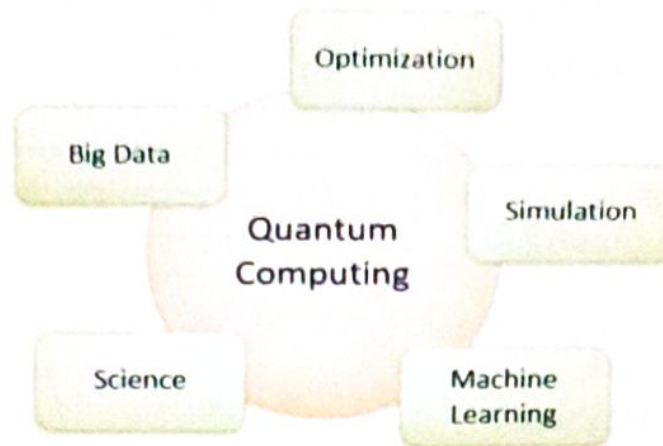 Optimization
Big Data
Simulation
Quantum
Computing
Science
Machine
Learning